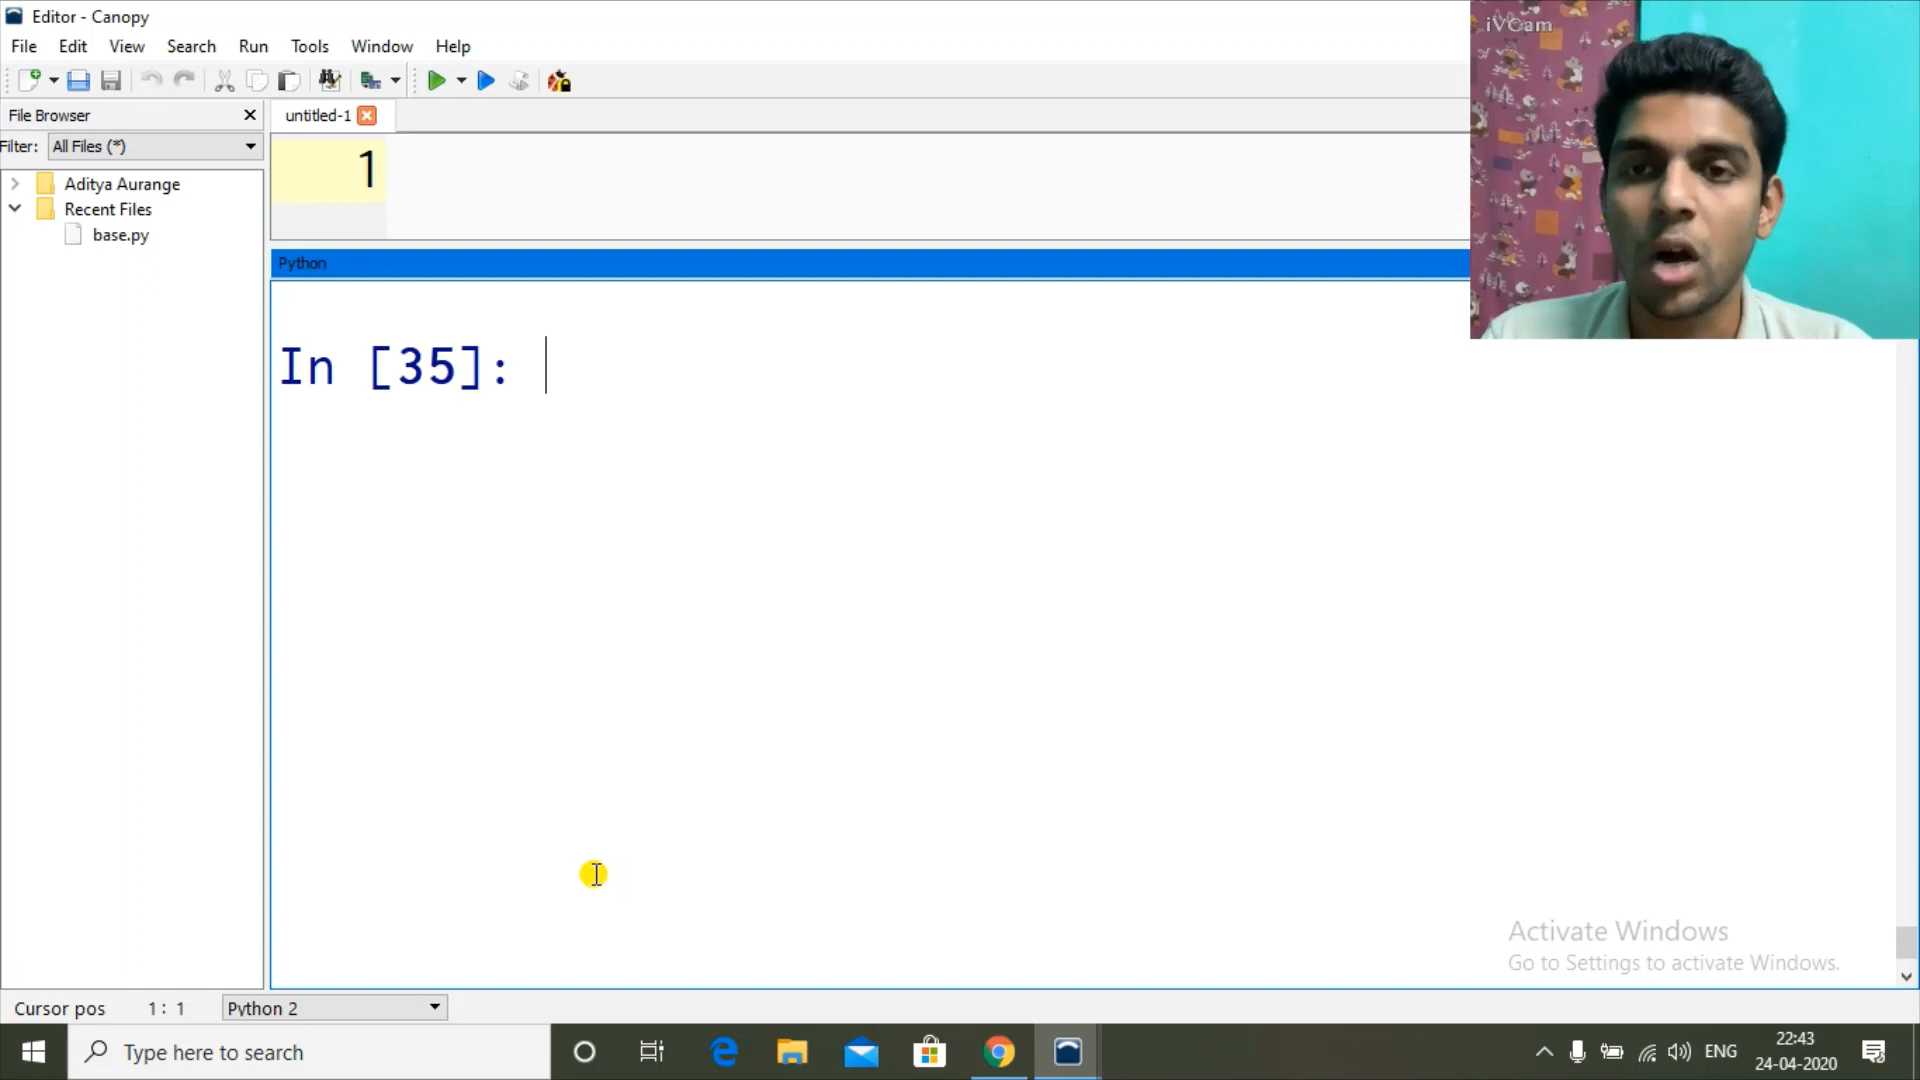 Editor - Canopy
File Edit View Search Run Tools Window Help
File Browser
untitled-1
Filter: All Files (*)
1
Aditya Aurange
Recent Files
base.py
Python
In [35]:
iVCam
Activate Windows
Go to Settings to activate Windows.
Cursor pos 1: 1 Python 2
Type here to search
ENG
22:43
24-04-2020